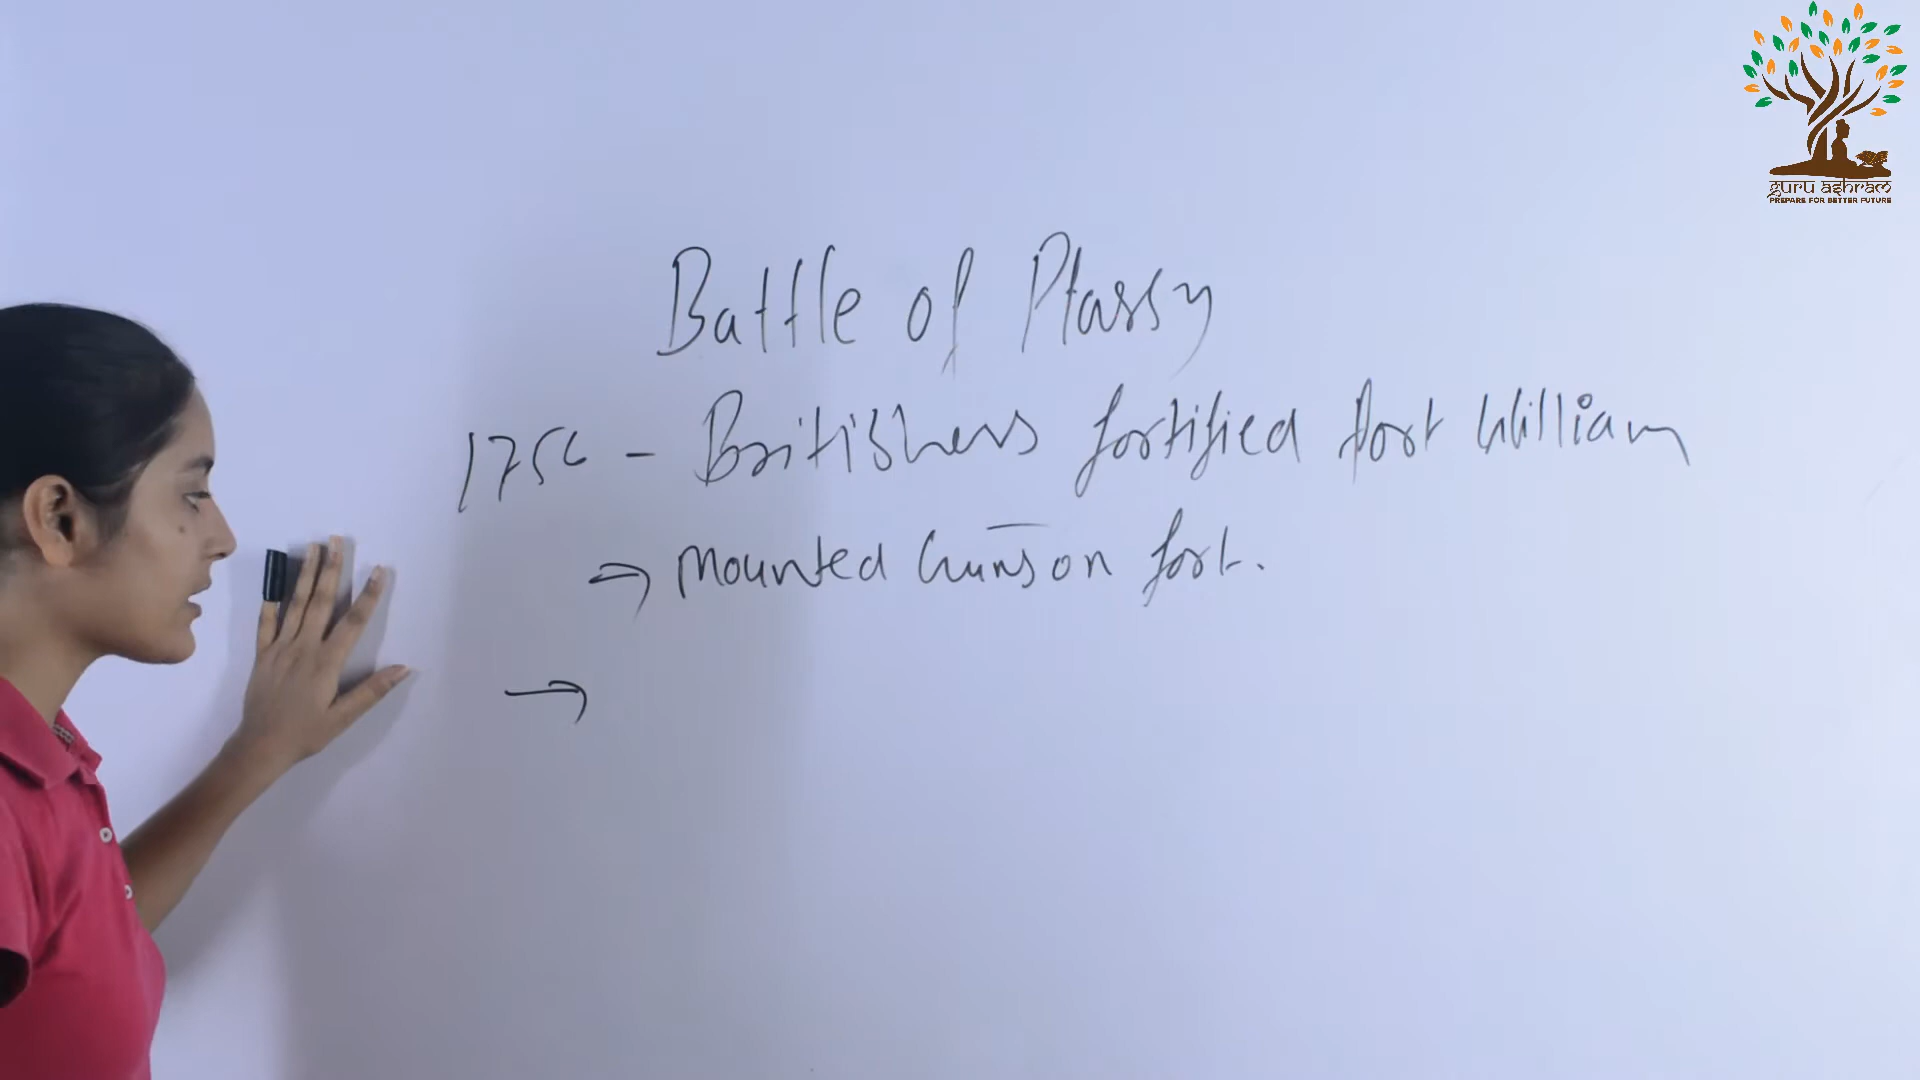 guru ashram
PREPARE FOR BETTER FUTURE
Battle of Plassy
1756 - Britishers fortified fort William
→ Mounted Guns on fort.
→